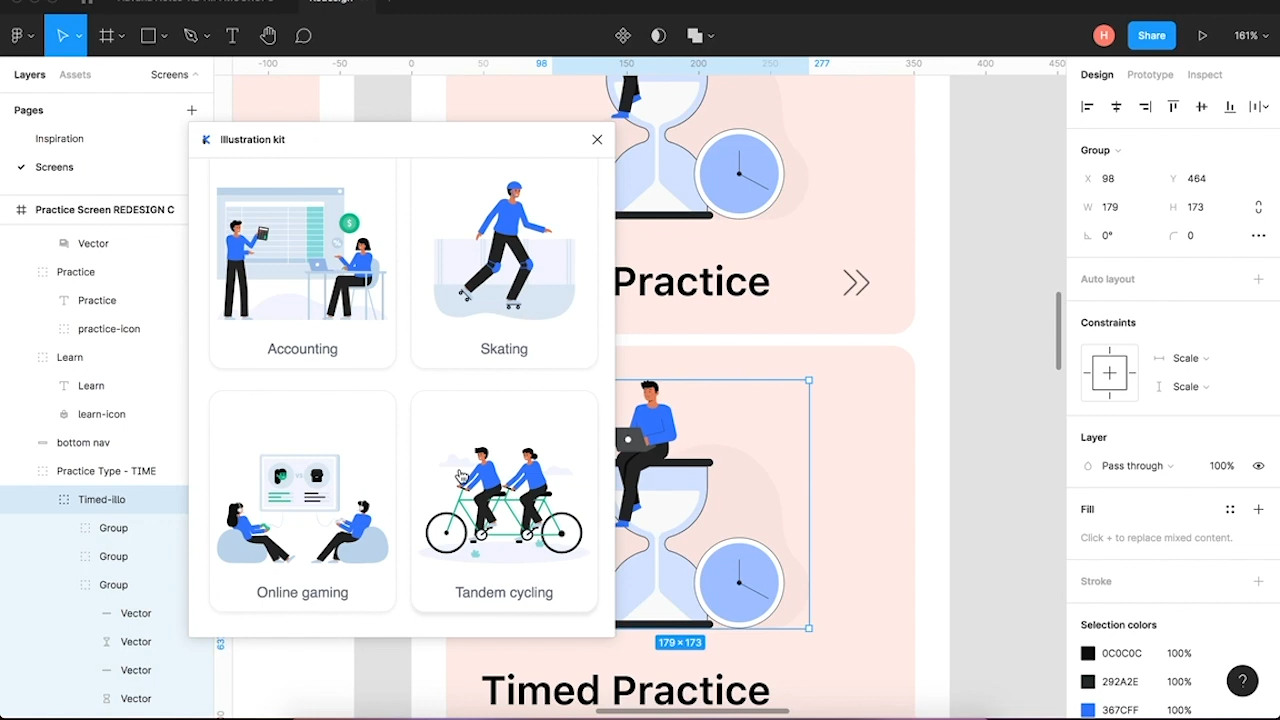 Redesign
Share
161%
Layers
Assets
Screens
-100
-50
0
50
98
150
200
250
277
350
400
450
Design
Prototype
Inspect
Pages
Inspiration
Screens
Practice Screen REDESIGN C
Vector
Practice
Practice
practice-icon
Learn
Learn
learn-icon
bottom nav
Practice Type - TIME
Timed-illo
Group
Group
Group
Vector
Vector
Vector
Vector
Illustration kit
Accounting
Skating
Online gaming
Tandem cycling
Practice
179 × 173
Timed Practice
Group
X 98
Y 464
W 179
H 173
0°
0
Auto layout
Constraints
Scale
Scale
Layer
Pass through
100%
Fill
Click + to replace mixed content.
Stroke
Selection colors
0C0C0C 100%
292A2E 100%
367CFF 100%
?
H